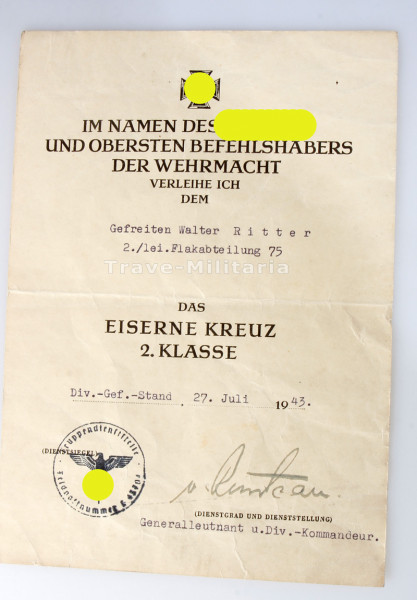 IM NAMEN DES
UND OBERSTEN BEFEHLSHABERS
DER WEHRMACHT
VERLEIHE ICH
DEM
Gefreiten Walter Ritter
2./lei.Flakabteilung 75
Trave-Militaria
DAS
EISERNE KREUZ
2. KLASSE
Div.-Gef.-Stand , 27. Juli 1943.
(DIENSTSIEGEL)
Feldpostnummer
(DIENSTGRAD UND DIENSTSTELLUNG)
Generalleutnant u.Div.-Kommandeur.